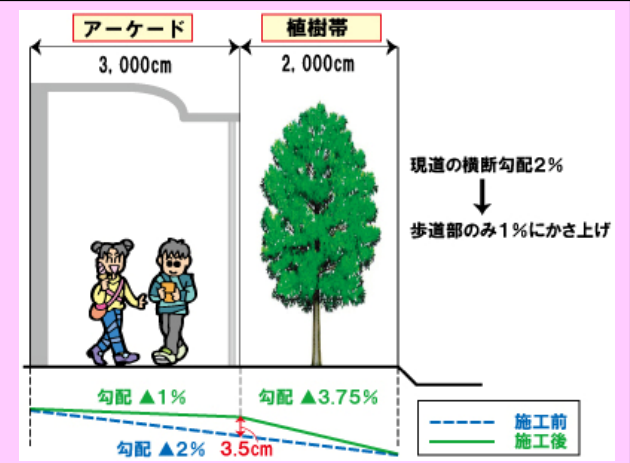 アーケード
植樹帯
3,000cm
2,000cm
現道の横断勾配2%
歩道部のみ1%にかさ上げ
勾配 ▲1%
勾配 ▲3.75%
勾配 ▲2%
3.5cm
施工前
施工後